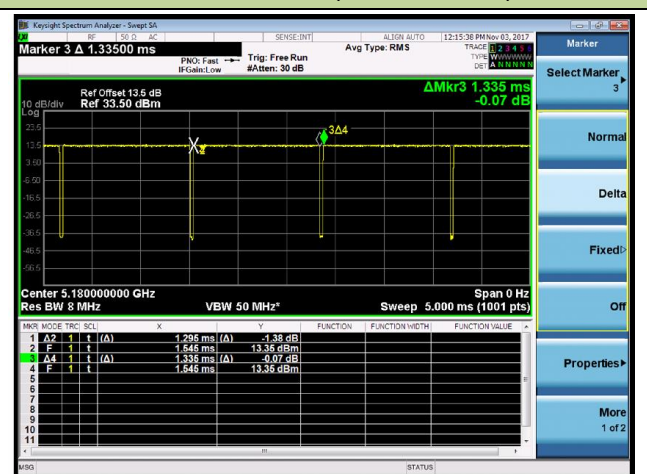 Keysight Spectrum Analyzer - Swept SA
RF 50 Ω AC SENSE:INT ALIGN AUTO 12:15:38 PM Nov 03, 2017
Marker 3 Δ 1.33500 ms
PNO: Fast
IFGain:Low
Trig: Free Run
#Atten: 30 dB
Avg Type: RMS
TRACE 1 2 3 4 5 6
TYPE WWWWWW
DET A N N N N N
Ref Offset 13.5 dB
10 dB/div Ref 33.50 dBm
Log
ΔMkr3 1.335 ms
-0.07 dB
23.5
13.5
3.50
-6.50
-16.5
-26.5
-36.5
-46.5
-56.5
3Δ4
Center 5.180000000 GHz Span 0 Hz
Res BW 8 MHz VBW 50 MHz* Sweep 5.000 ms (1001 pts)
MKR MODE TRC SCL X Y FUNCTION FUNCTION WIDTH FUNCTION VALUE
1 Δ2 1 t (Δ) 1.295 ms (Δ) -1.38 dB
2 F 1 t 1.545 ms 13.35 dBm
3 Δ4 1 t (Δ) 1.335 ms (Δ) -0.07 dB
4 F 1 t 1.545 ms 13.35 dBm
5
6
7
8
9
10
11
MSG STATUS
Marker
Select Marker
3
Normal
Delta
Fixed
Off
Properties
More
1 of 2